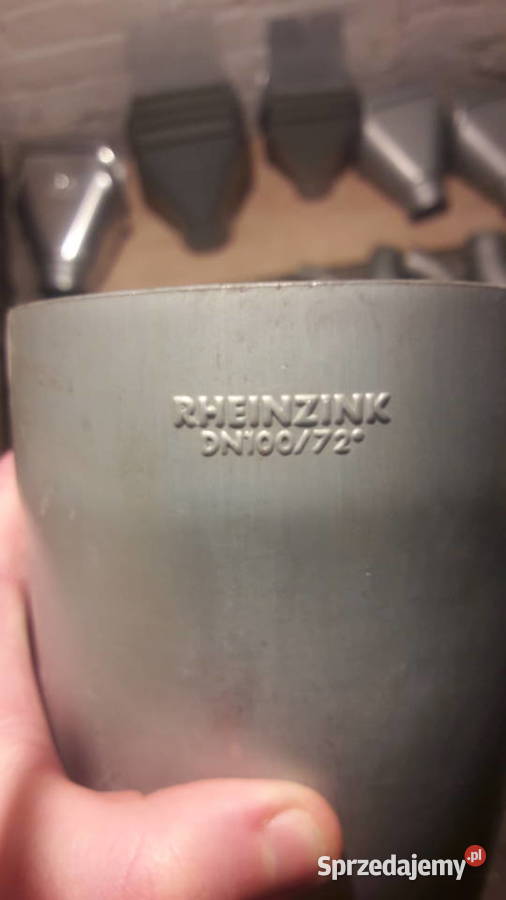 RHEINZINK
DN100/72°
Sprzedajemy.pl